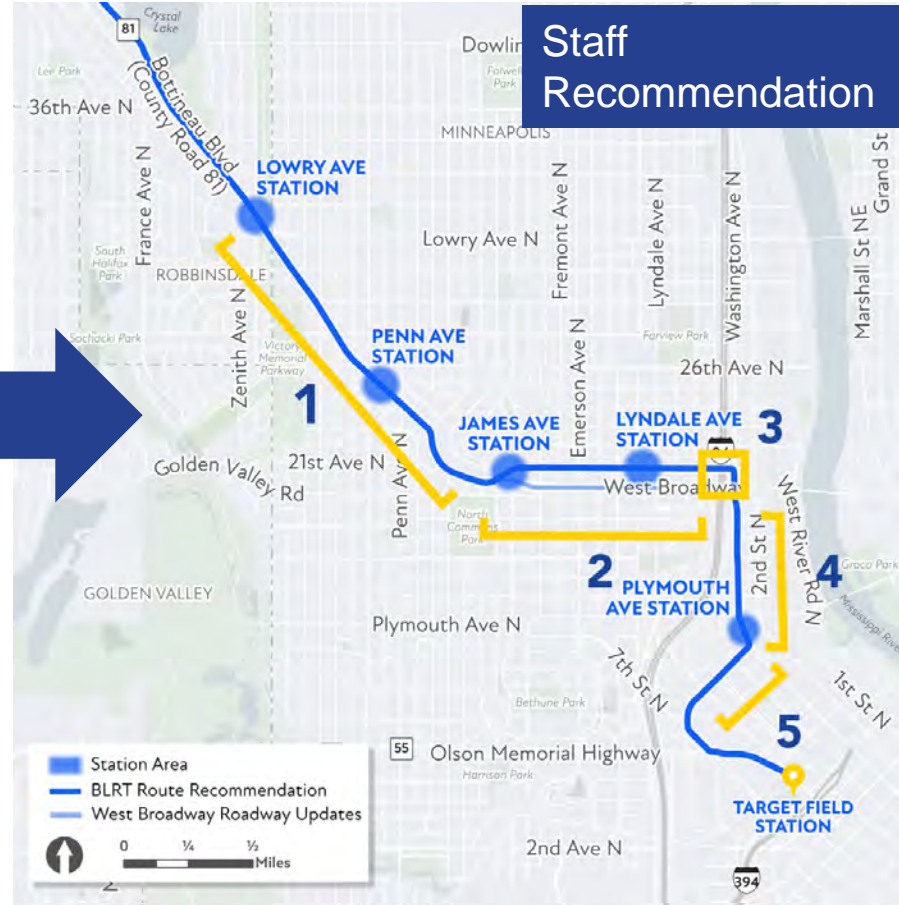 Staff
Recommendation
Crystal
Lake
81
Lee Park
36th Ave N
Bottineau Blvd
(County Road 81)
France Ave N
MINNEAPOLIS
LOWRY AVE
STATION
Lowry Ave N
Fremont Ave N
Lyndale Ave N
Washington Ave N
Marshall St NE
Grand St
South
Halifax
Park
ROBBINSDALE
Sochacki Park
Zenith Ave N
Victory
Memorial
Parkway
PENN AVE
STATION
Farview Park
26th Ave N
1
Emerson Ave N
JAMES AVE
STATION
LYNDALE AVE
STATION
3
21st Ave N
Golden Valley
Rd
Penn Ave N
West Broadway
North
Commons
Park
2
2nd St N
West River Rd N
4
GOLDEN VALLEY
PLYMOUTH
AVE STATION
Plymouth Ave N
Mississippi River
7th St N
Bethune Park
1st St N
55
Olson Memorial Highway
Harrison Park
5
TARGET FIELD
STATION
2nd Ave N
394
Station Area
BLRT Route Recommendation
West Broadway Roadway Updates
0 ¼ ½
Miles